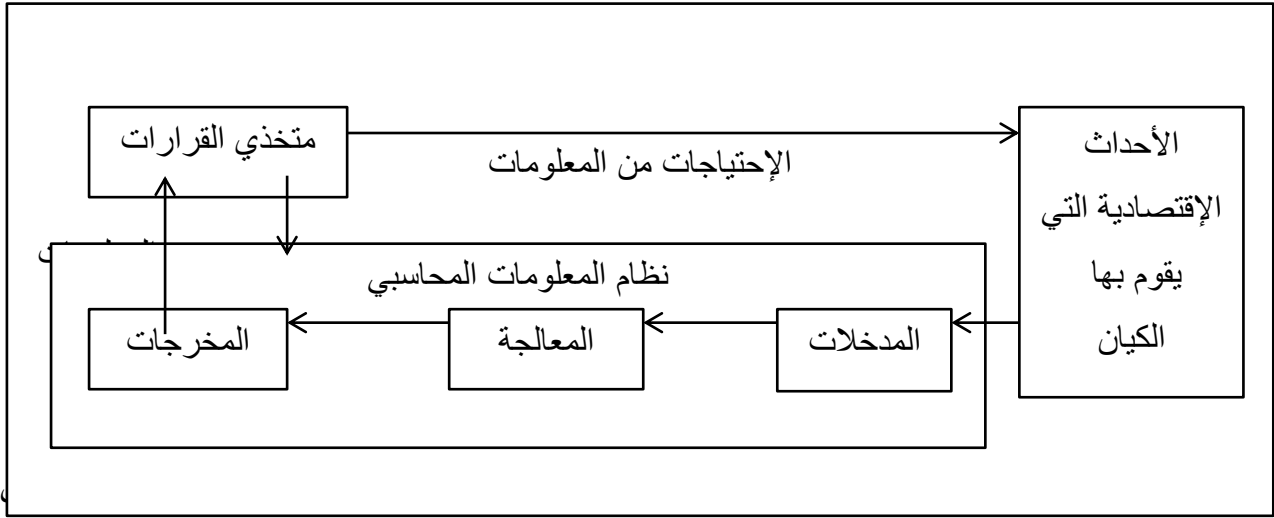 متخذي القرارات
الإحتياجات من المعلومات
الأحداث
الإقتصادية التي
يقوم بها
الكيان
نظام المعلومات المحاسبي
المدخلات
المعالجة
المخرجات